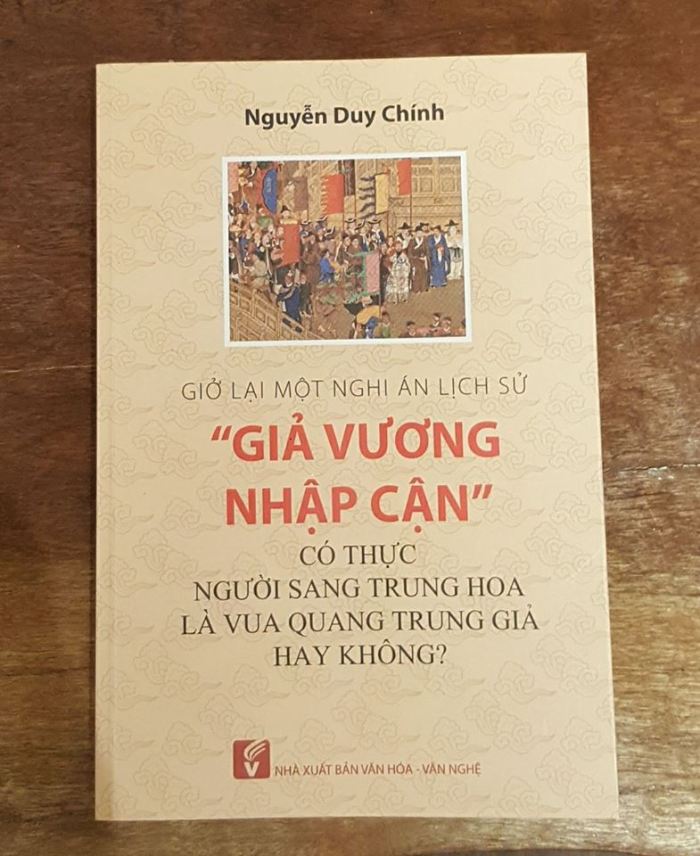 Nguyễn Duy Chính
GIỞ LẠI MỘT NGHI ÁN LỊCH SỬ
"GIẢ VƯƠNG
NHẬP CẬN"
CÓ THỰC
NGƯỜI SANG TRUNG HOA
LÀ VUA QUANG TRUNG GIẢ
HAY KHÔNG?
V NHÀ XUẤT BẢN VĂN HÓA - VĂN NGHỆ